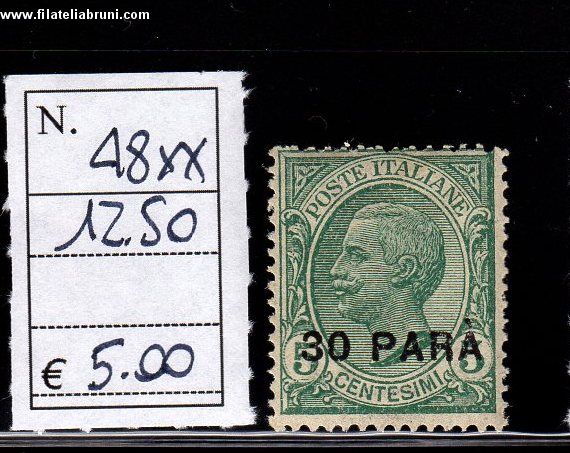 www.filateliabruni.com
N.
48xx
12.50
€ 5.00
POSTE ITALIANE
30 PARÀ
5 5
CENTESIMI